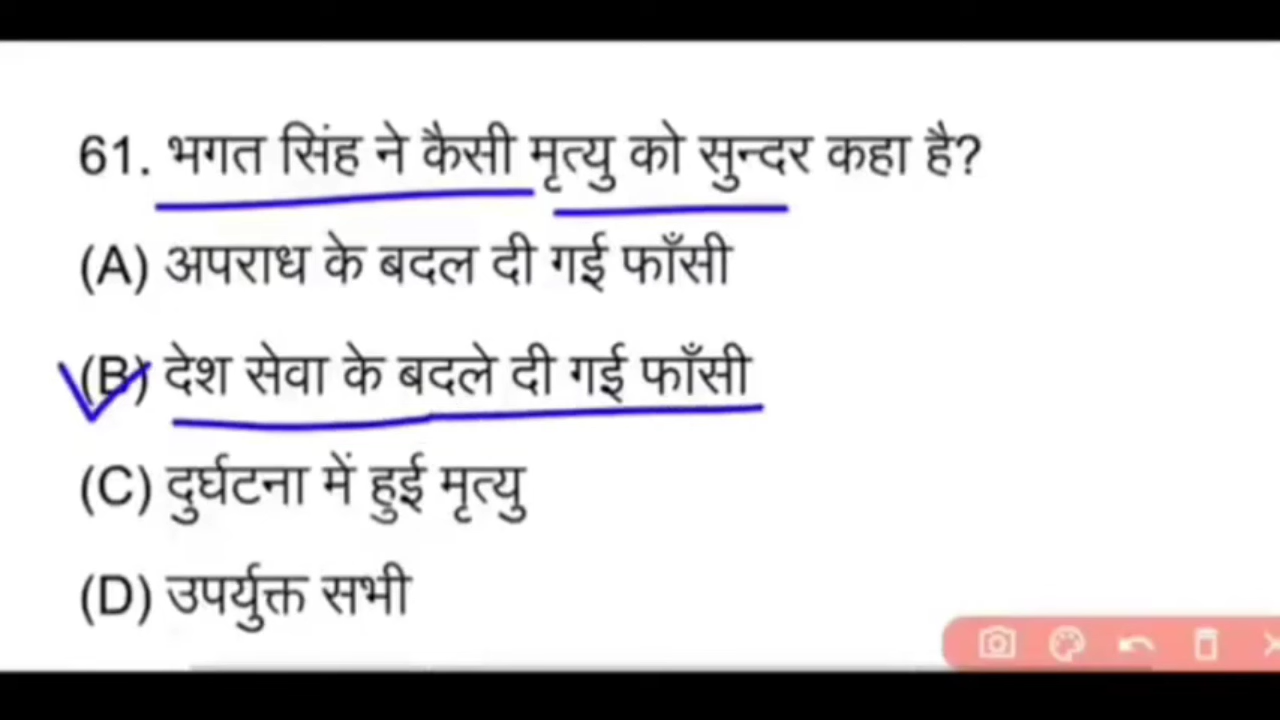 61. भगत सिंह ने कैसी मृत्यु को सुन्दर कहा है?
(A) अपराध के बदल दी गई फाँसी
(B) देश सेवा के बदले दी गई फाँसी
(C) दुर्घटना में हुई मृत्यु
(D) उपर्युक्त सभी